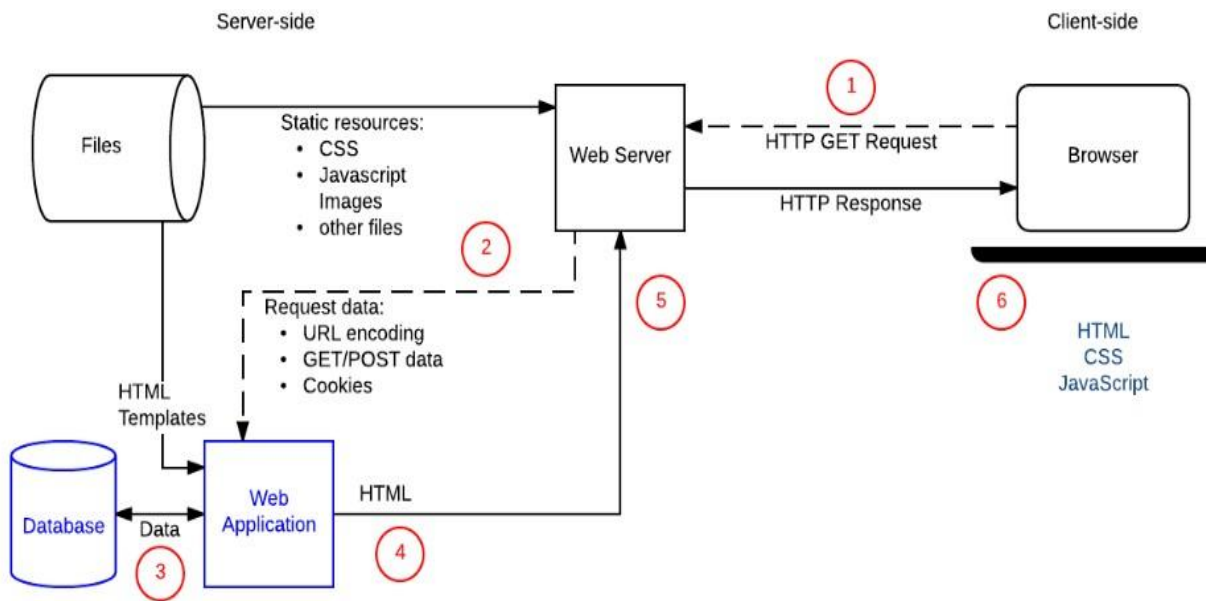 Server-side
Client-side
1
Files
Static resources:
• CSS
• Javascript
Images
• other files
Web Server
HTTP GET Request
Browser
HTTP Response
2
5
6
Request data:
• URL encoding
• GET/POST data
• Cookies
HTML
CSS
JavaScript
HTML
Templates
Database
Data
3
Web
Application
HTML
4